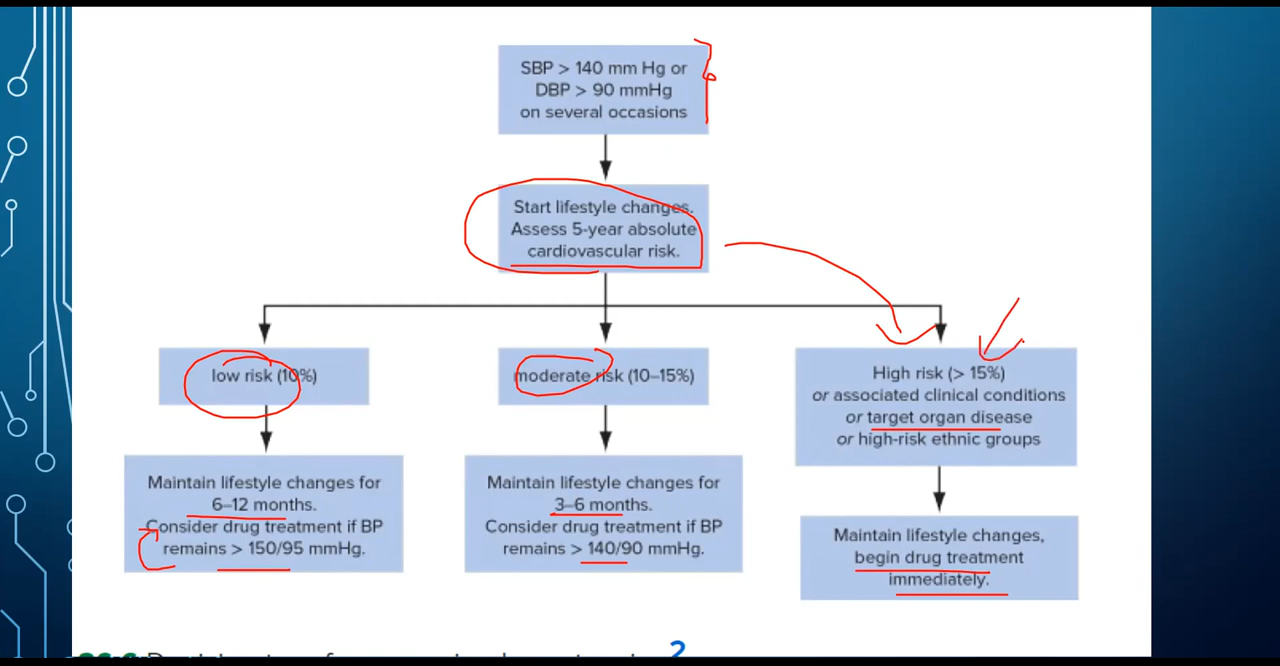 SBP > 140 mm Hg or
DBP > 90 mmHg
on several occasions
Start lifestyle changes.
Assess 5-year absolute
cardiovascular risk.
low risk (10%)
moderate risk (10–15%)
High risk (> 15%)
or associated clinical conditions
or target organ disease
or high-risk ethnic groups
Maintain lifestyle changes for
6–12 months.
Consider drug treatment if BP
remains > 150/95 mmHg.
Maintain lifestyle changes for
3–6 months.
Consider drug treatment if BP
remains > 140/90 mmHg.
Maintain lifestyle changes,
begin drug treatment
immediately.
2